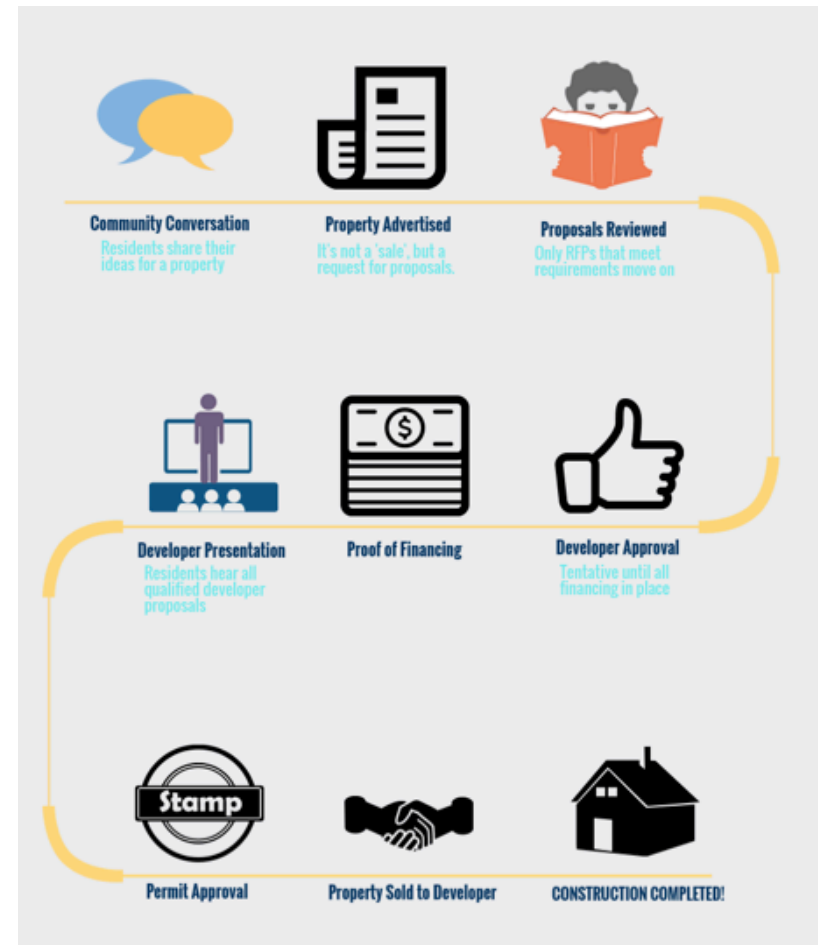 Community Conversation
Residents share their
ideas for a property
Property Advertised
It's not a 'sale', but a
request for proposals.
Proposals Reviewed
Only RFPs that meet
requirements move on
$
Developer Presentation
Residents hear all
qualified developer
proposals
Proof of Financing
Developer Approval
Tentative until all
financing in place
Stamp
Permit Approval
Property Sold to Developer
CONSTRUCTION COMPLETED!